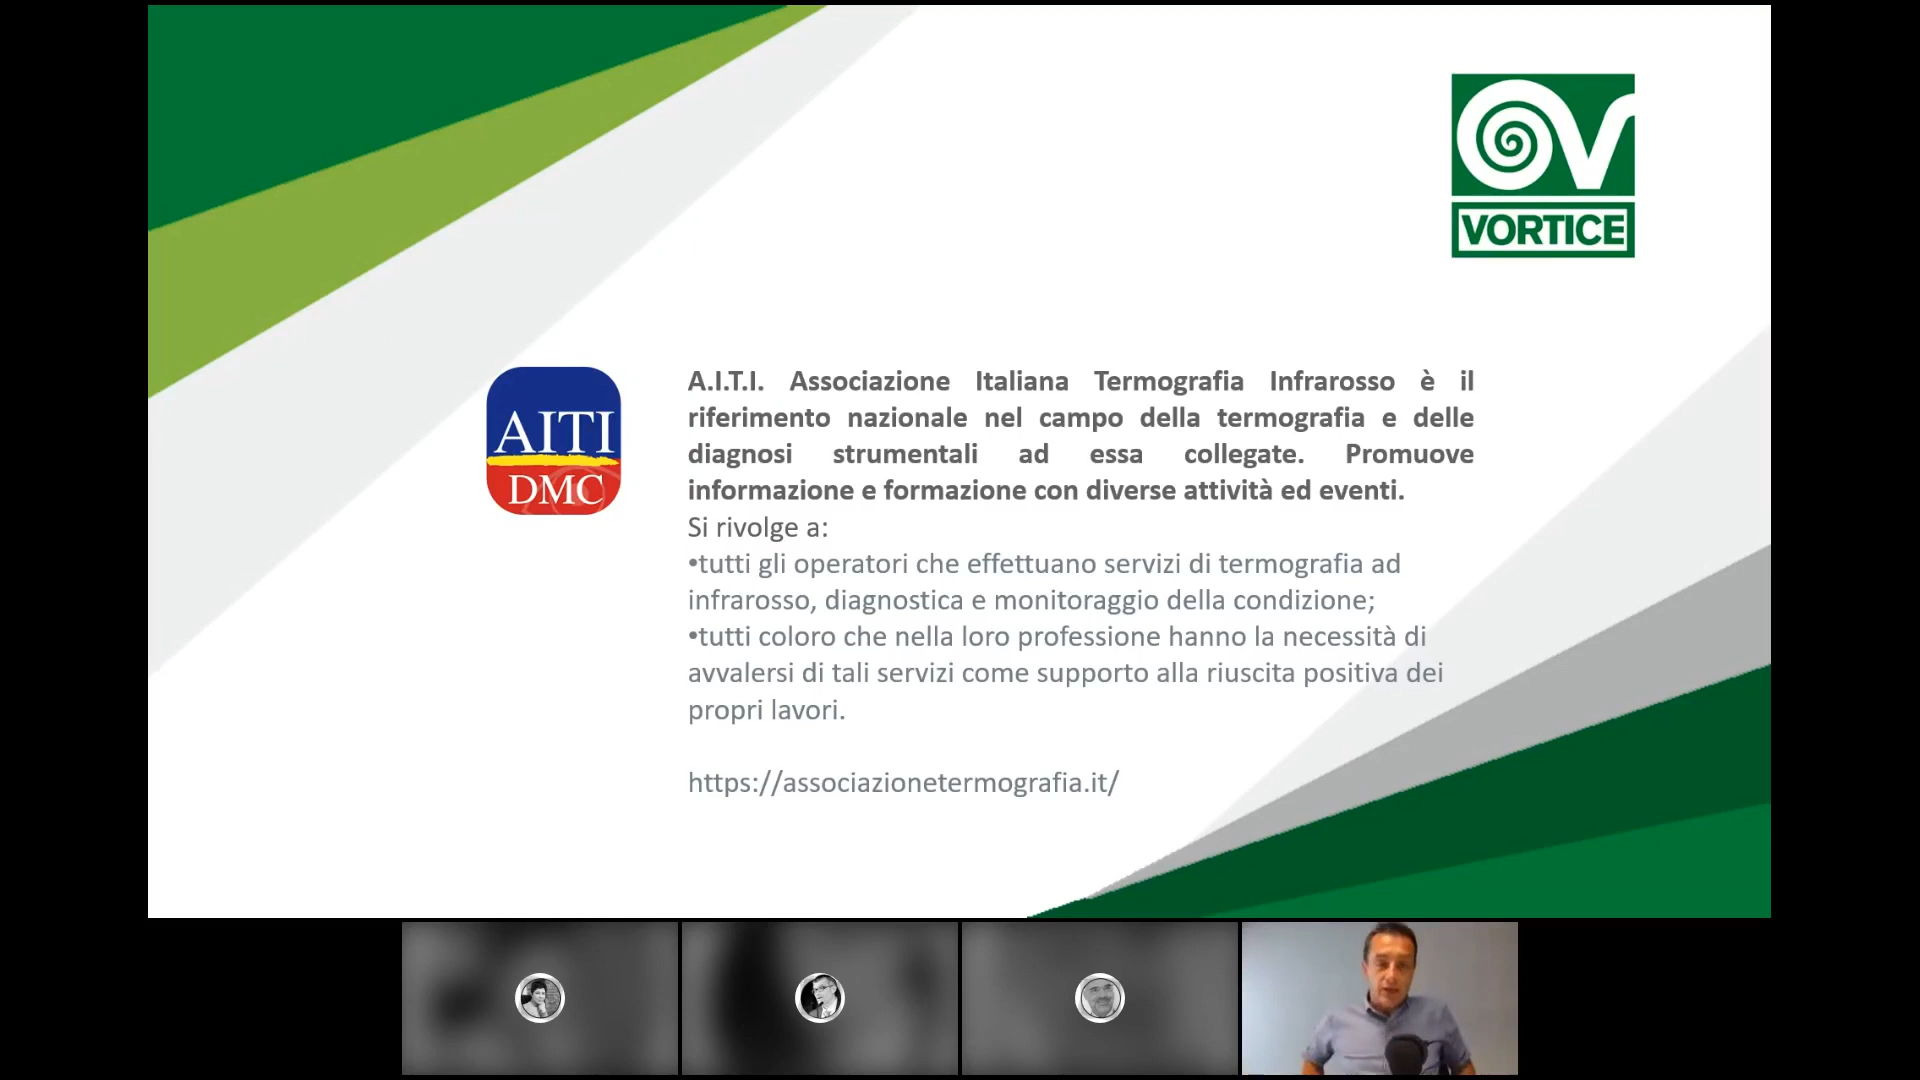 VORTICE
AITI
DMC
A.I.T.I. Associazione Italiana Termografia Infrarosso è il
riferimento nazionale nel campo della termografia e delle
diagnosi strumentali ad essa collegate. Promuove
informazione e formazione con diverse attività ed eventi.
Si rivolge a:
•tutti gli operatori che effettuano servizi di termografia ad
infrarosso, diagnostica e monitoraggio della condizione;
•tutti coloro che nella loro professione hanno la necessità di
avvalersi di tali servizi come supporto alla riuscita positiva dei
propri lavori.
https://associazionetermografia.it/